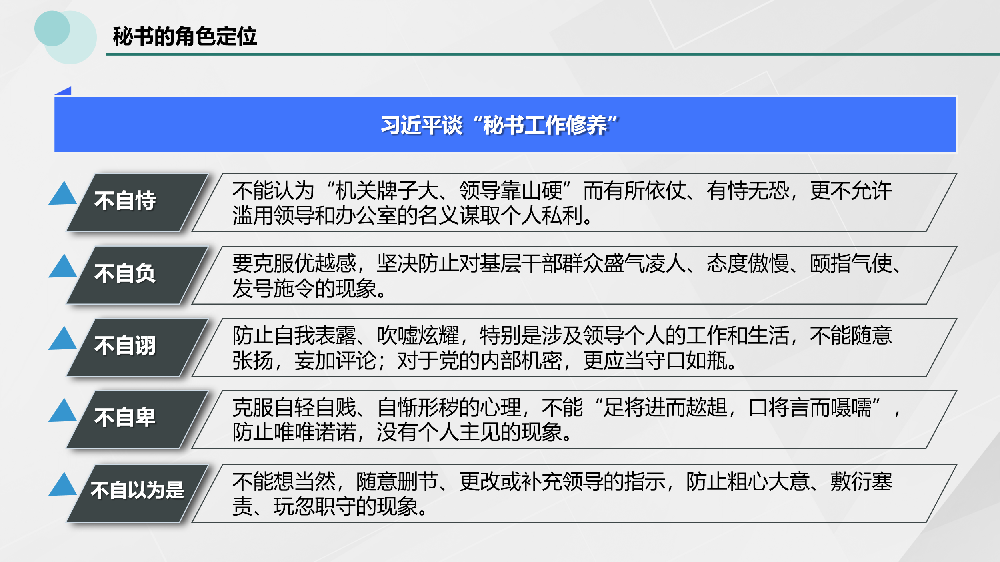 秘书的角色定位
习近平谈“秘书工作修养”
不自恃
不能认为“机关牌子大、领导靠山硬”而有所依仗、有恃无恐，更不允许
滥用领导和办公室的名义谋取个人私利。
不自负
要克服优越感，坚决防止对基层干部群众盛气凌人、态度傲慢、颐指气使、
发号施令的现象。
不自诩
防止自我表露、吹嘘炫耀，特别是涉及领导个人的工作和生活，不能随意
张扬，妄加评论；对于党的内部机密，更应当守口如瓶。
不自卑
克服自轻自贱、自惭形秽的心理，不能“足将进而趑趄，口将言而嗫嚅”，
防止唯唯诺诺，没有个人主见的现象。
不自以为是
不能想当然，随意删节、更改或补充领导的指示，防止粗心大意、敷衍塞
责、玩忽职守的现象。